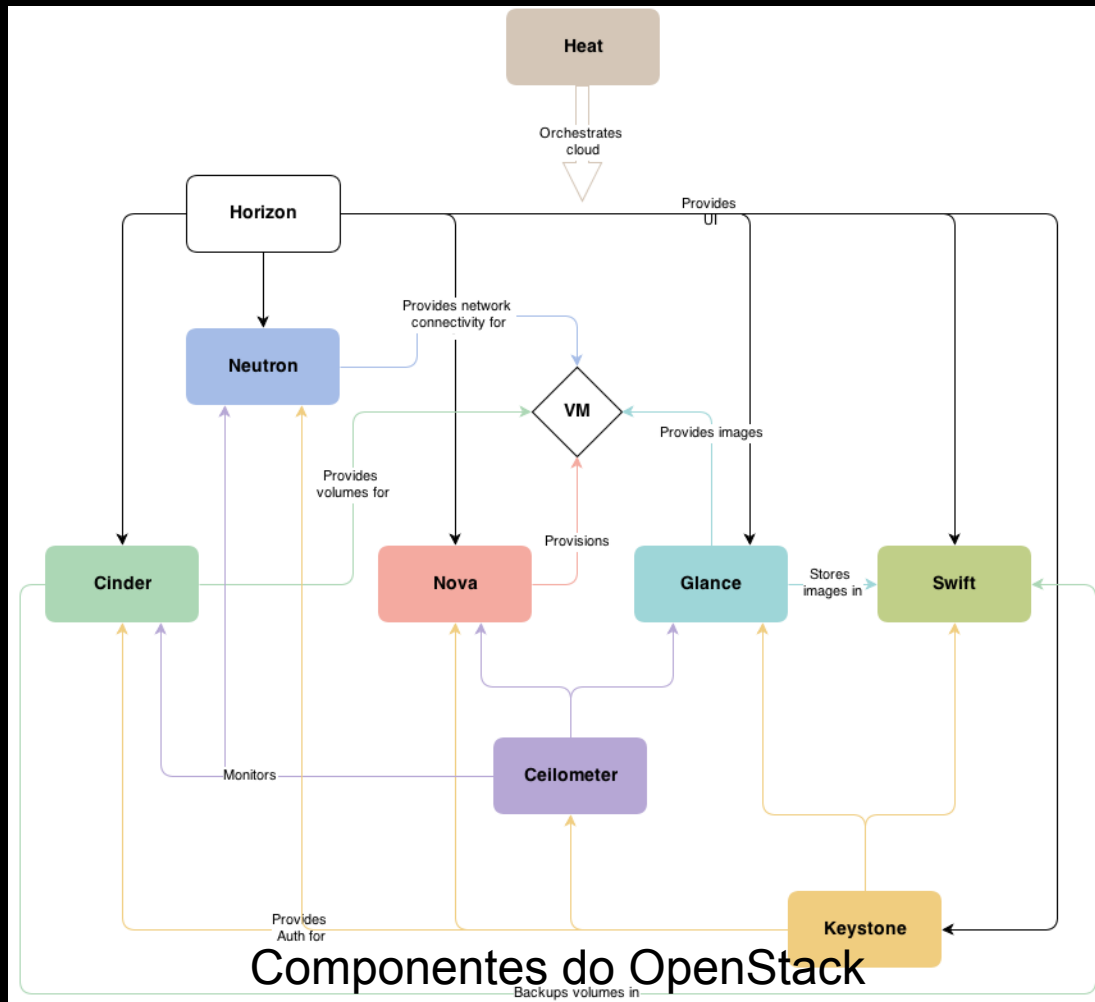 Heat
Orchestrates
cloud
Horizon
Provides
UI
Provides network
connectivity for
Neutron
VM
Provides images
Provides
volumes for
Provisions
Cinder
Nova
Glance
Stores
images in
Swift
Ceilometer
Monitors
Keystone
Provides
Auth for
Componentes do OpenStack
Backups volumes in